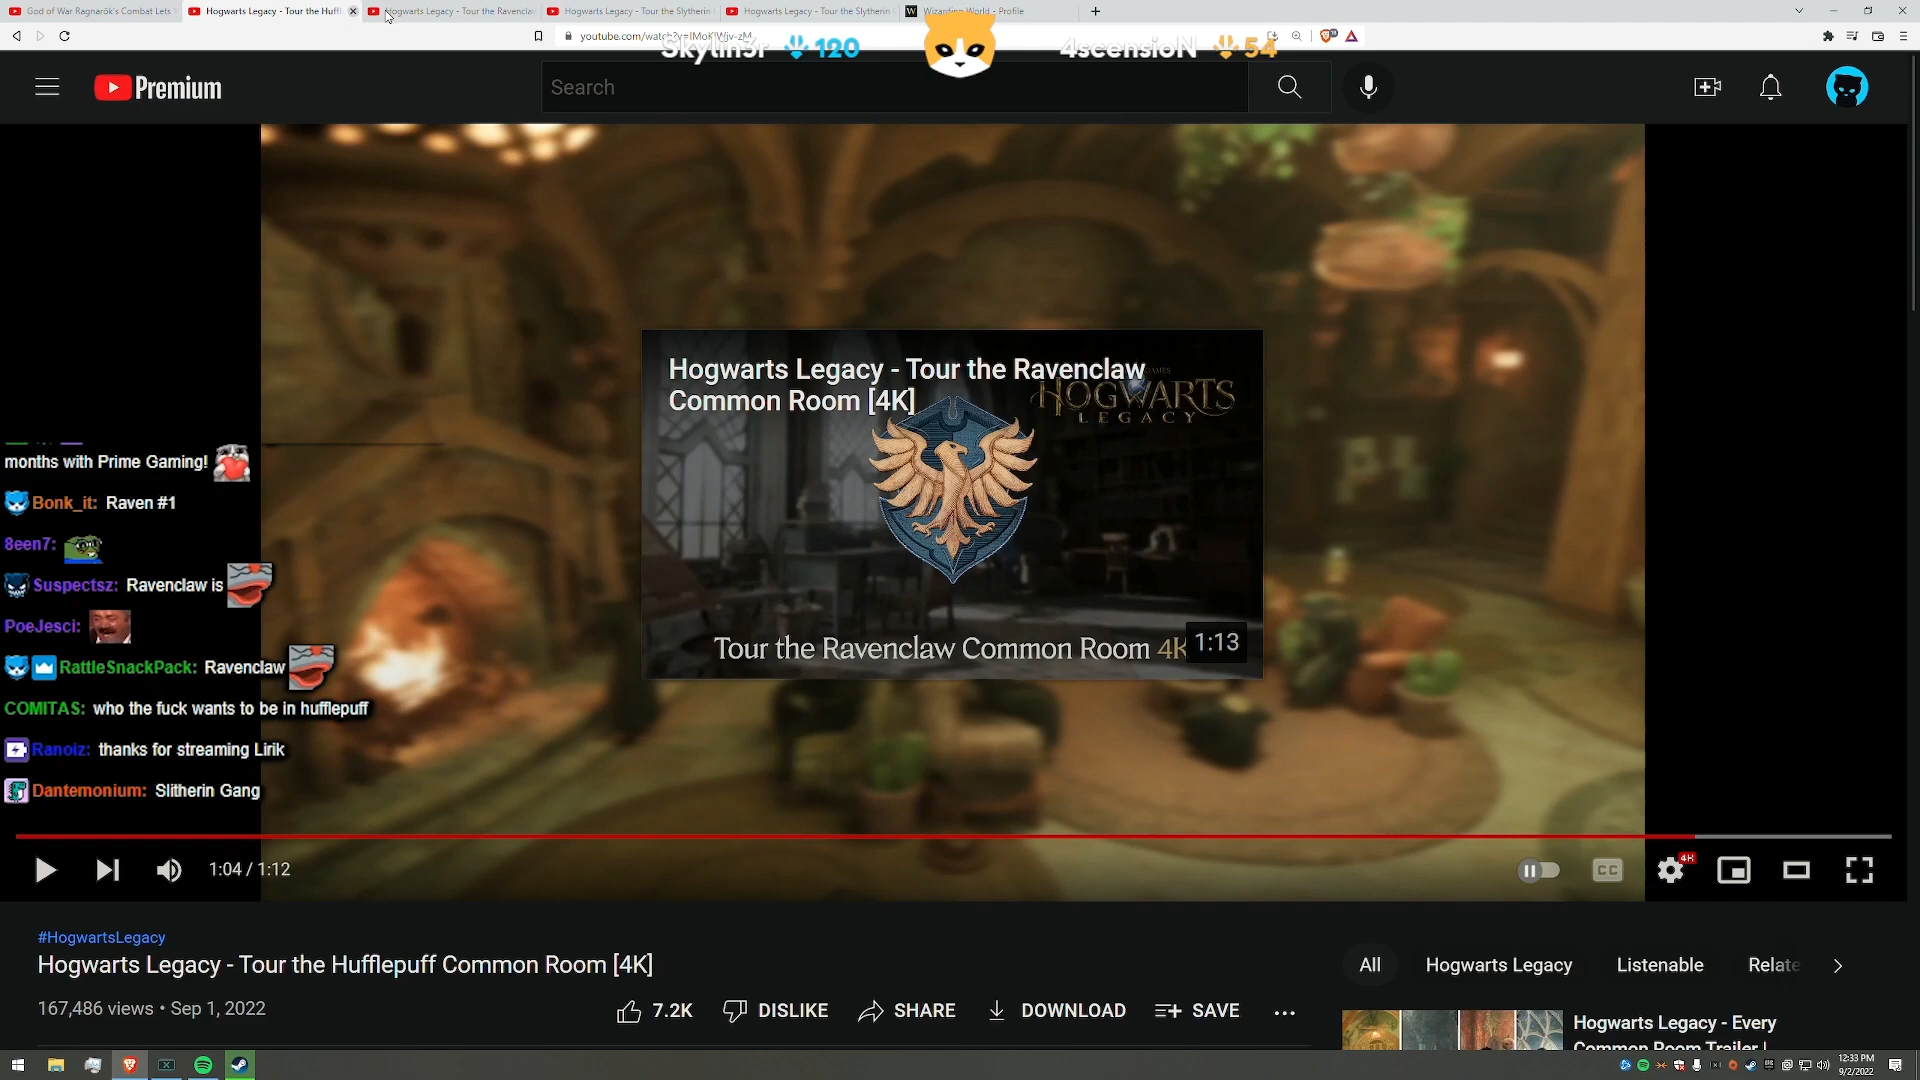 God of War Ragnarök's Combat Lets
Hogwarts Legacy - Tour the Huffl
Hogwarts Legacy - Tour the Ravencla
Hogwarts Legacy - Tour the Slytherin
Hogwarts Legacy - Tour the Slytherin
Wizarding World - Profile
Skylin3r 120
4scensioN 54
Premium
Search
Hogwarts Legacy - Tour the Ravenclaw
Common Room [4K]
HOGWARTS
LEGACY
Tour the Ravenclaw Common Room 4K
1:13
months with Prime Gaming!
Bonk_it: Raven #1
8een7:
Suspectsz: Ravenclaw is
PoeJesci:
RattleSnackPack: Ravenclaw
COMITAS: who the fuck wants to be in hufflepuff
Ranoiz: thanks for streaming Lirik
Dantemonium: Slitherin Gang
1:04 / 1:12
CC
4K
#HogwartsLegacy
Hogwarts Legacy - Tour the Hufflepuff Common Room [4K]
167,486 views • Sep 1, 2022
7.2K
DISLIKE
SHARE
DOWNLOAD
SAVE
All
Hogwarts Legacy
Listenable
Relate
Hogwarts Legacy - Every
Common Room Trailer |
12:33 PM
9/2/2022